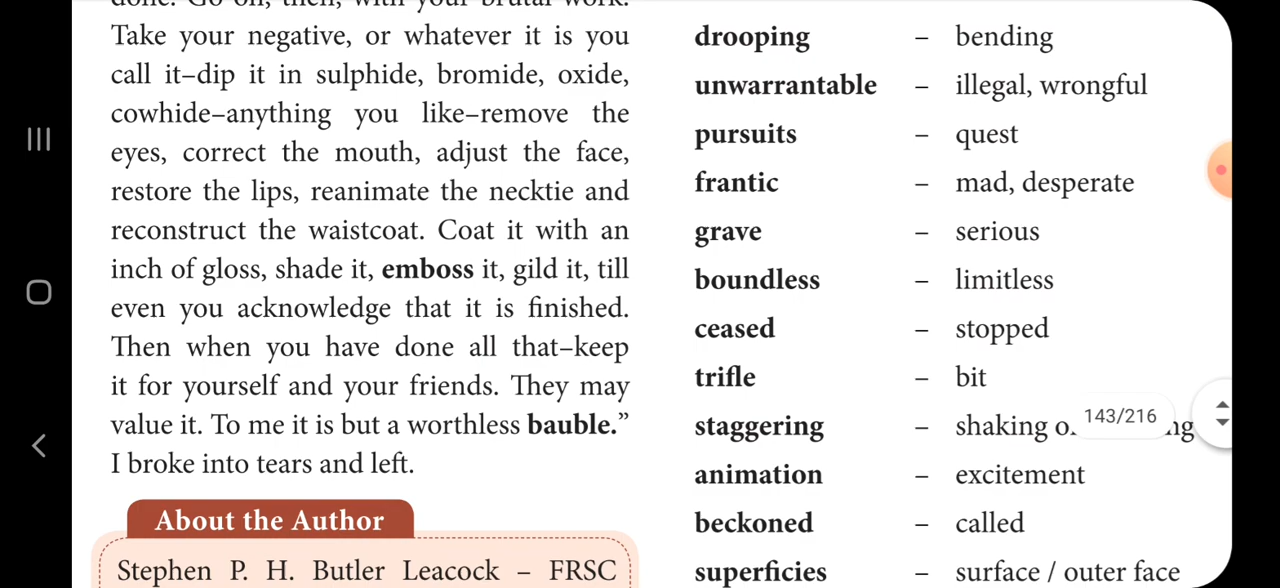 Take your negative, or whatever it is you
call it–dip it in sulphide, bromide, oxide,
cowhide–anything you like–remove the
eyes, correct the mouth, adjust the face,
restore the lips, reanimate the necktie and
reconstruct the waistcoat. Coat it with an
inch of gloss, shade it, emboss it, gild it, till
even you acknowledge that it is finished.
Then when you have done all that–keep
it for yourself and your friends. They may
value it. To me it is but a worthless bauble.”
I broke into tears and left.
About the Author
Stephen P. H. Butler Leacock – FRSC
drooping – bending
unwarrantable – illegal, wrongful
pursuits – quest
frantic – mad, desperate
grave – serious
boundless – limitless
ceased – stopped
trifle – bit
staggering – shaking
animation – excitement
beckoned – called
superficies – surface / outer face
143/216